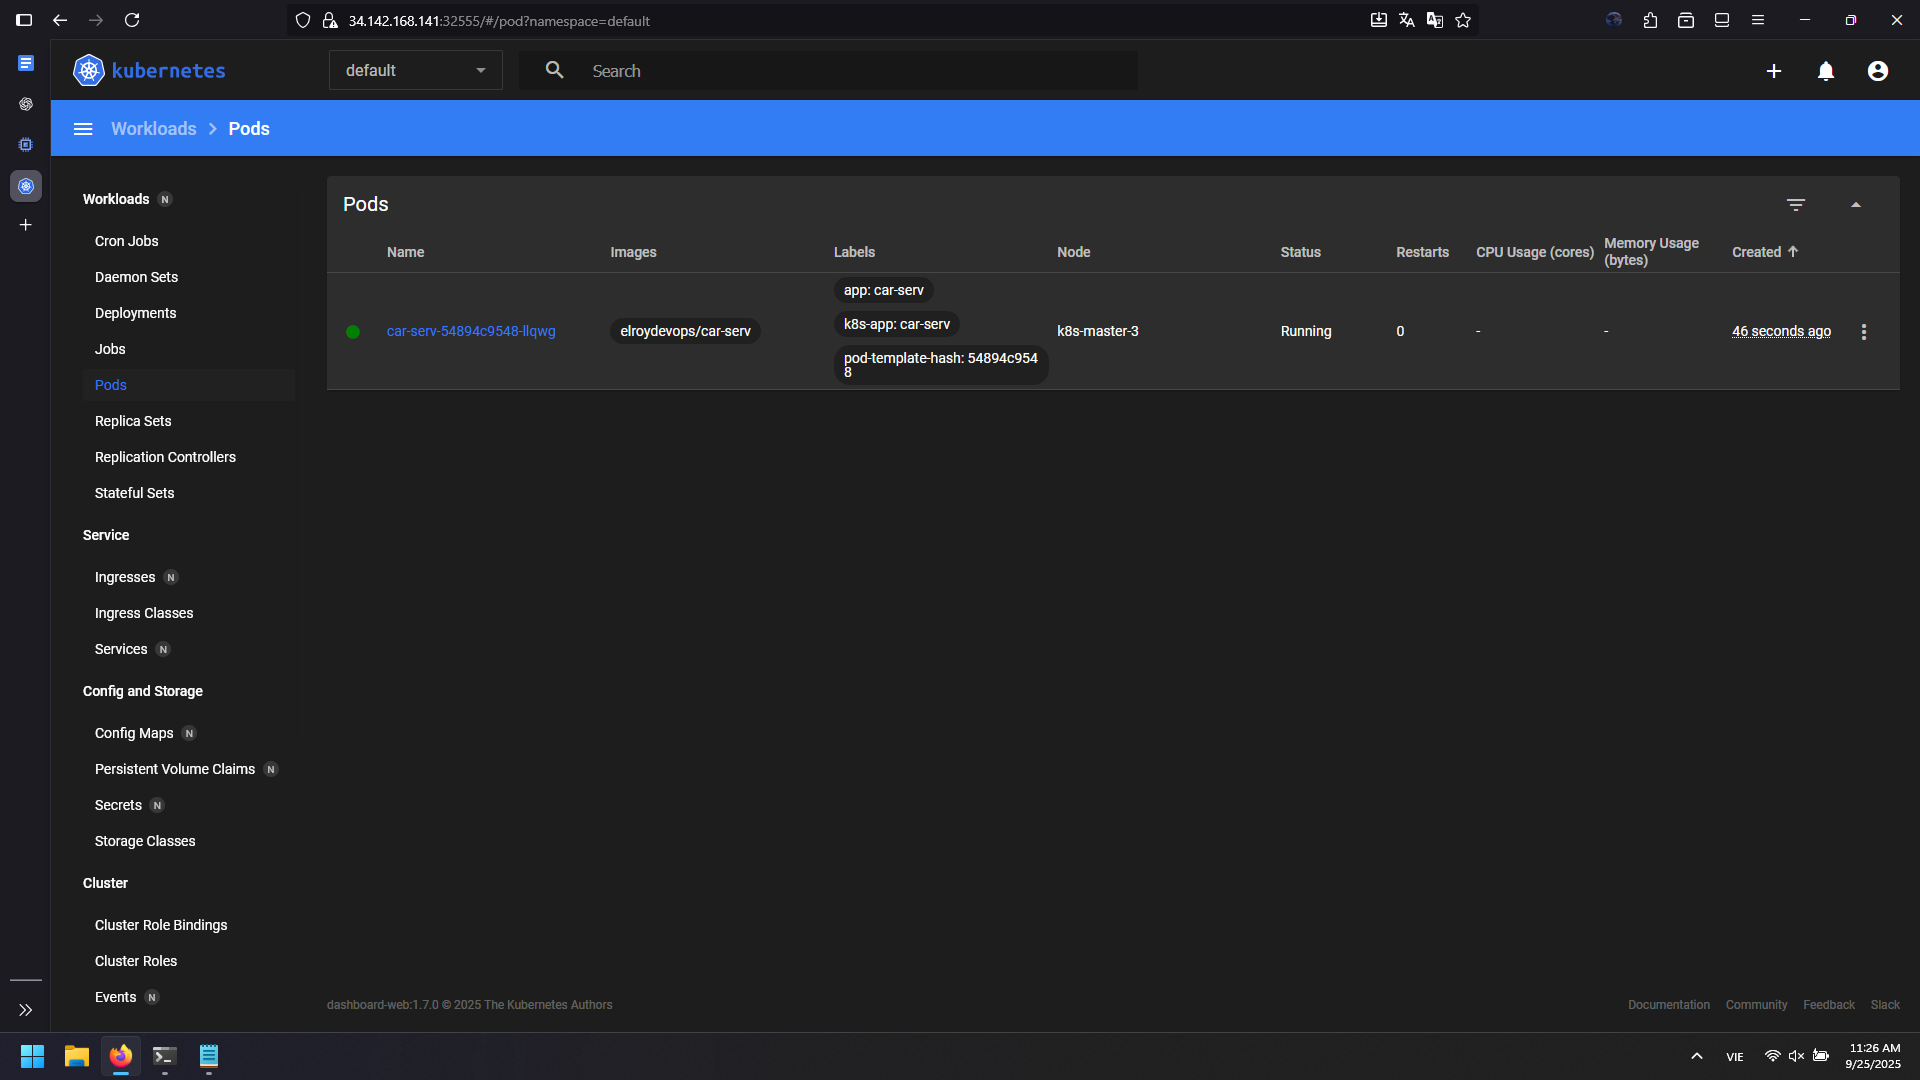 34.142.168.141:32555/#/pod?namespace=default
kubernetes
default
Search
Workloads
Pods
Workloads N
Cron Jobs
Daemon Sets
Deployments
Jobs
Pods
Replica Sets
Replication Controllers
Stateful Sets
Service
Ingresses N
Ingress Classes
Services N
Config and Storage
Config Maps N
Persistent Volume Claims N
Secrets N
Storage Classes
Cluster
Cluster Role Bindings
Cluster Roles
Events N
Pods
Name Images Labels Node Status Restarts CPU Usage (cores) Memory Usage (bytes) Created
car-serv-54894c9548-llqwg
elroydevops/car-serv
app: car-serv
k8s-app: car-serv
pod-template-hash: 54894c954
8
k8s-master-3
Running
0
-
-
46 seconds ago
dashboard-web:1.7.0 © 2025 The Kubernetes Authors
Documentation Community Feedback Slack
VIE
11:26 AM
9/25/2025